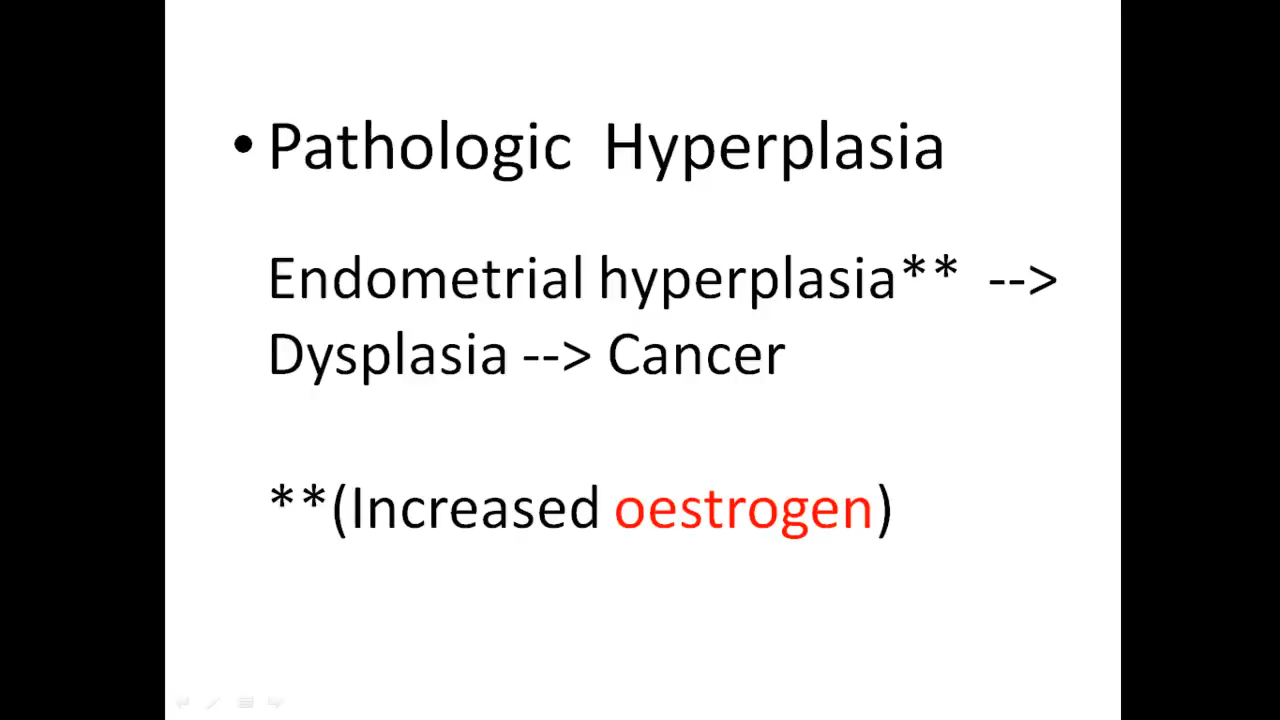 • Pathologic Hyperplasia
Endometrial hyperplasia** -->
Dysplasia --> Cancer
**(Increased oestrogen)